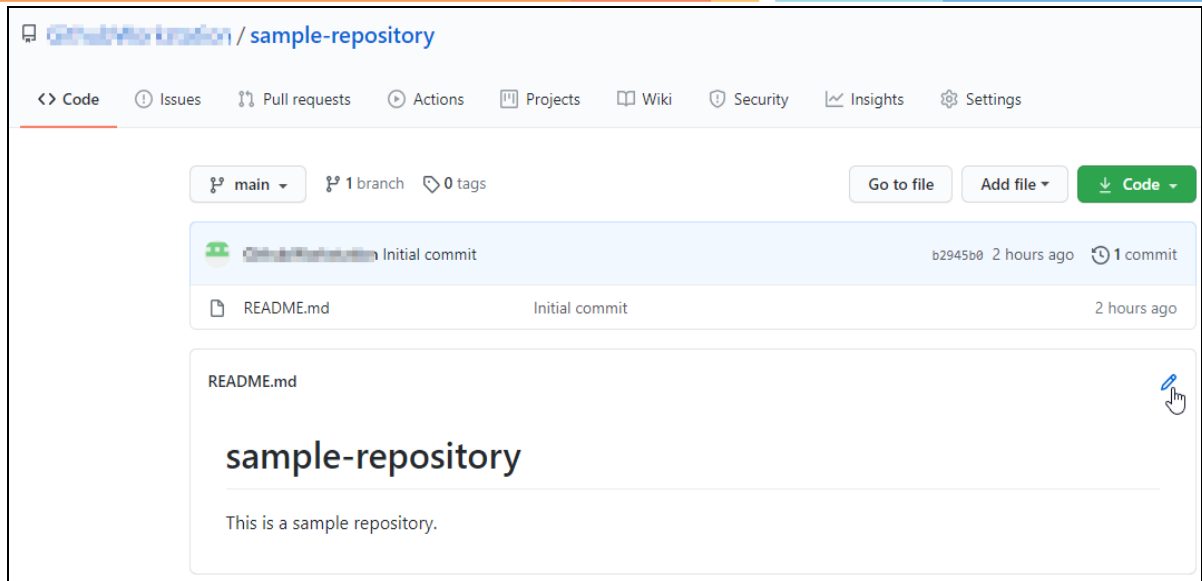 / sample-repository
Code Issues Pull requests Actions Projects Wiki Security Insights Settings
main 1 branch 0 tags Go to file Add file Code
Initial commit b2945b0 2 hours ago 1 commit
README.md Initial commit 2 hours ago
README.md
sample-repository
This is a sample repository.